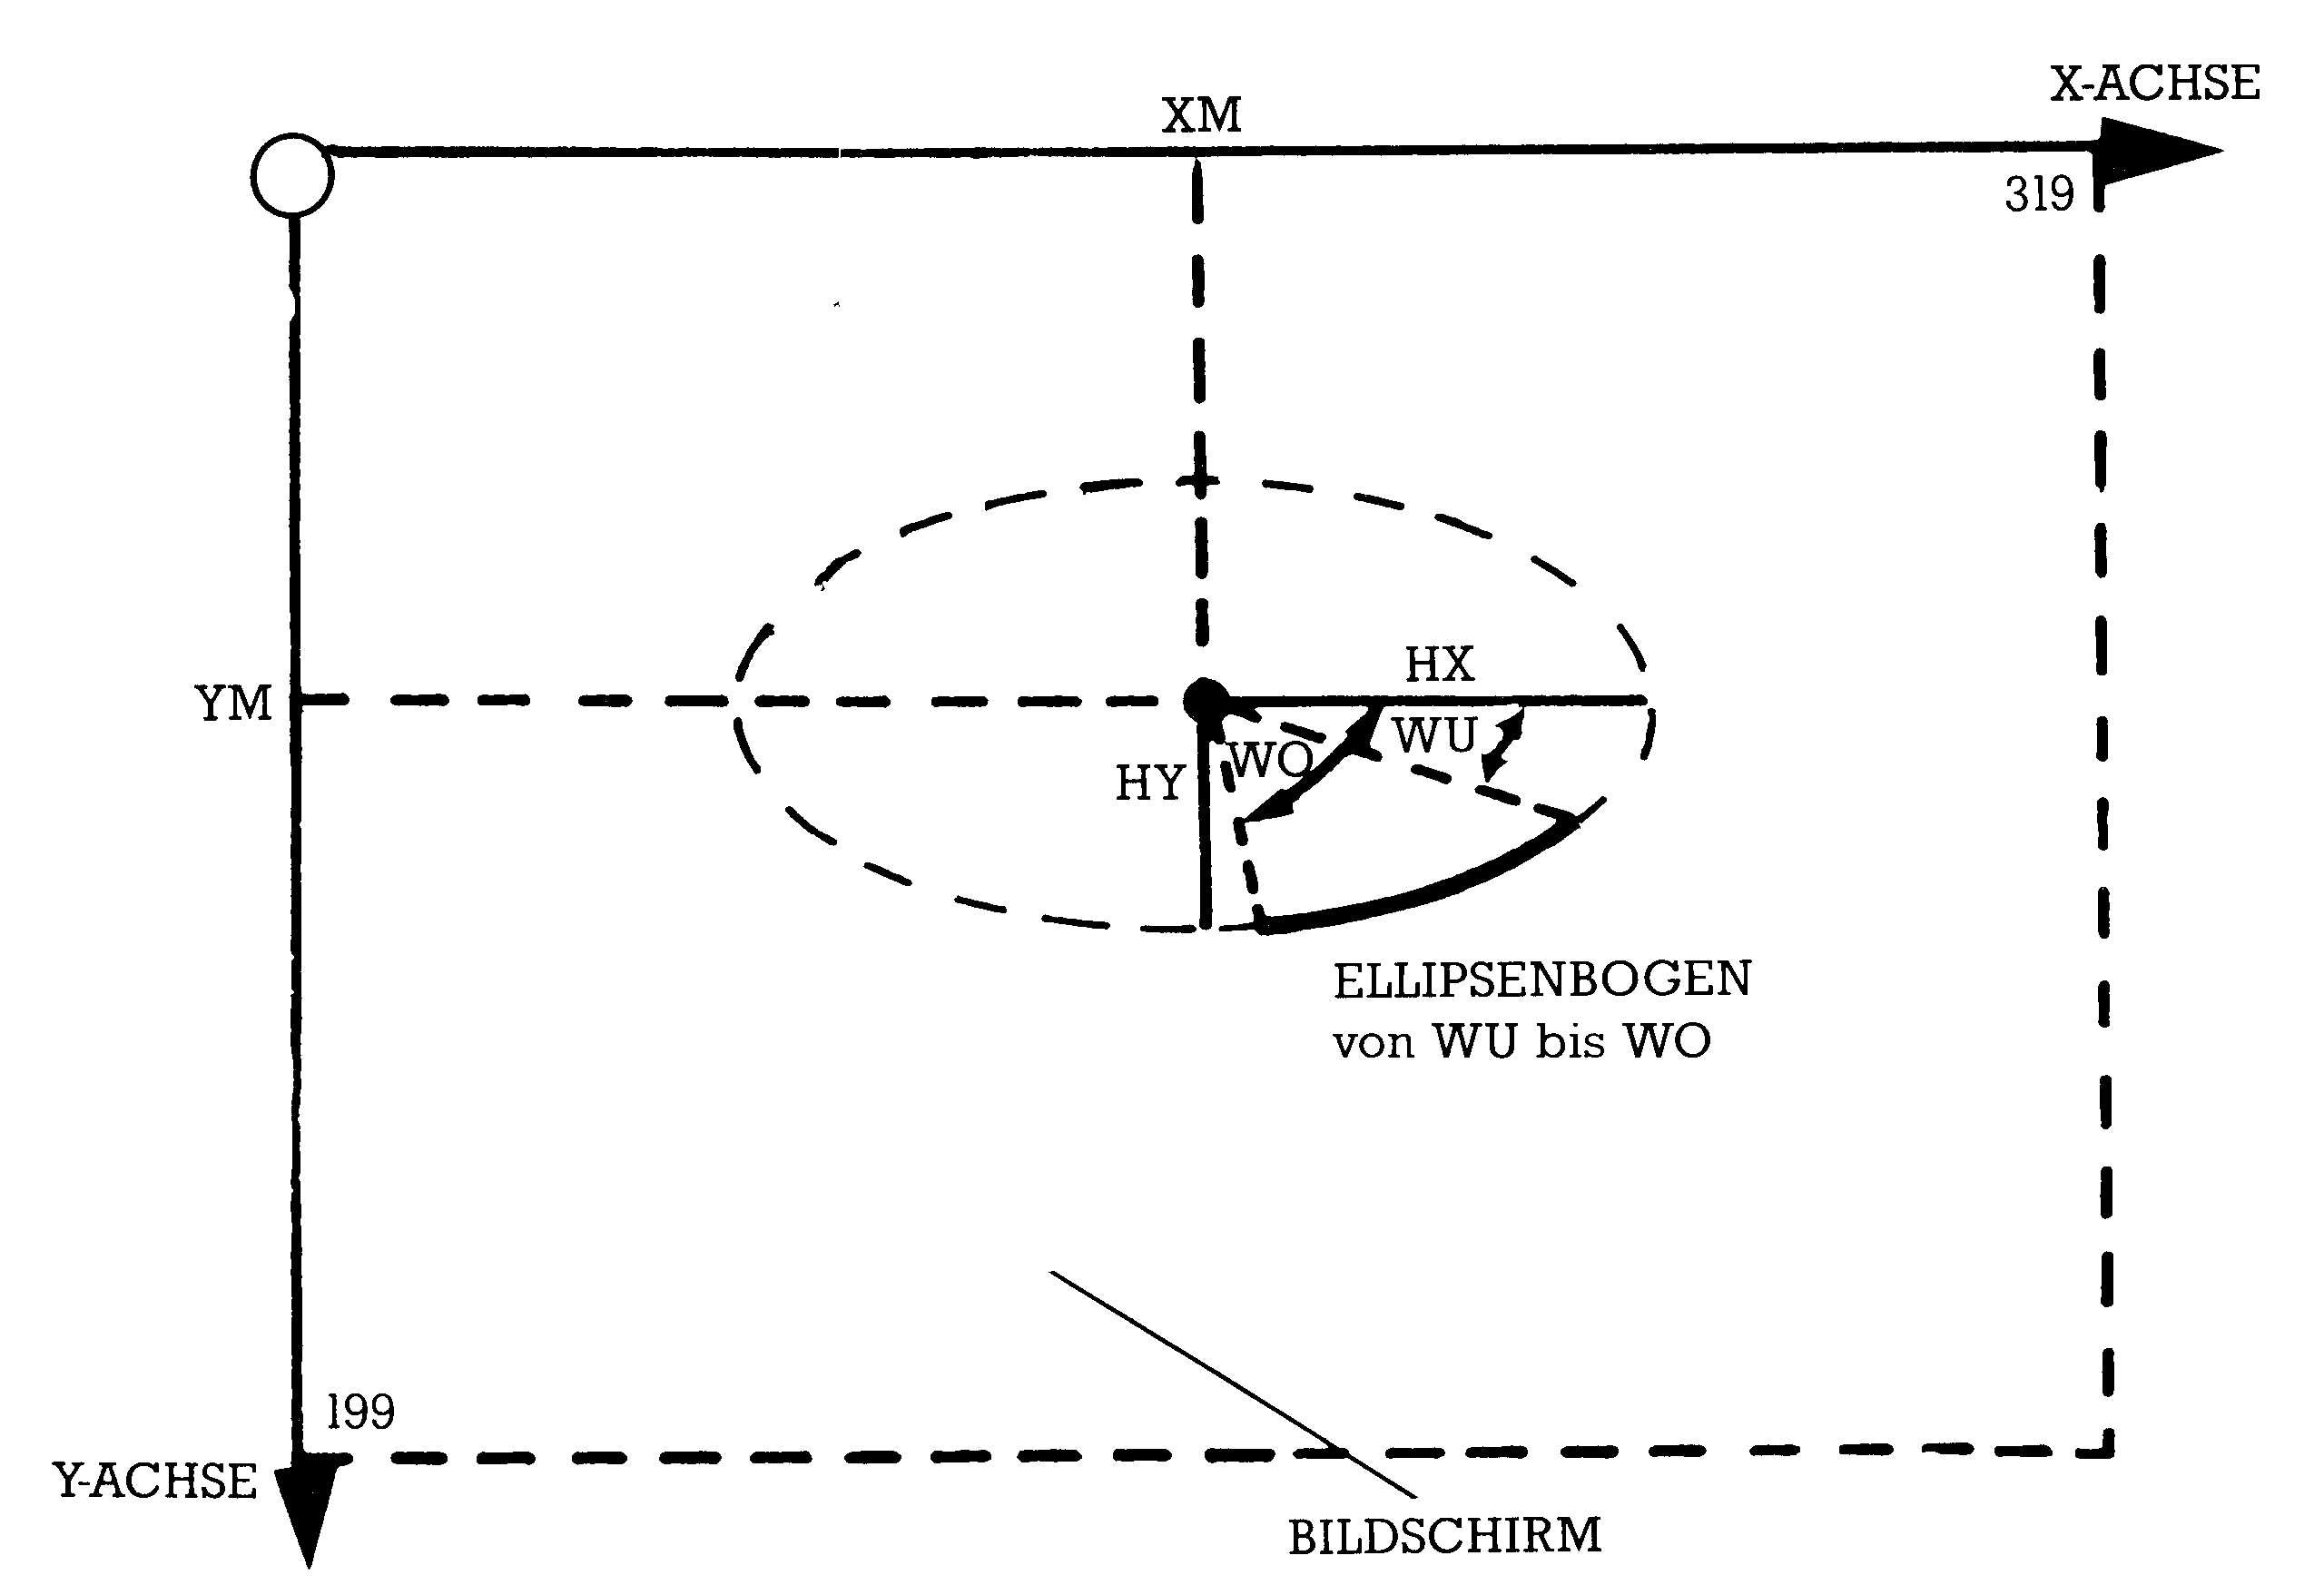 X-ACHSE
XM
319
HX
YM
WU
WO
HY
ELLIPSENBOGEN
von WU bis WO
199
Y-ACHSE
BILDSCHIRM